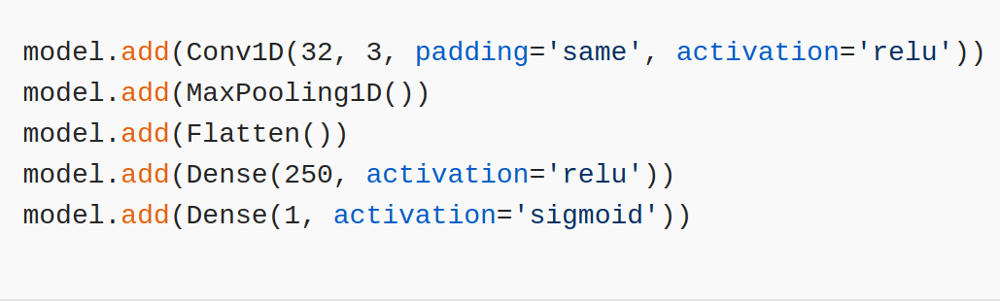 model.add(Conv1D(32, 3, padding='same', activation='relu'))
model.add(MaxPooling1D())
model.add(Flatten())
model.add(Dense(250, activation='relu'))
model.add(Dense(1, activation='sigmoid'))